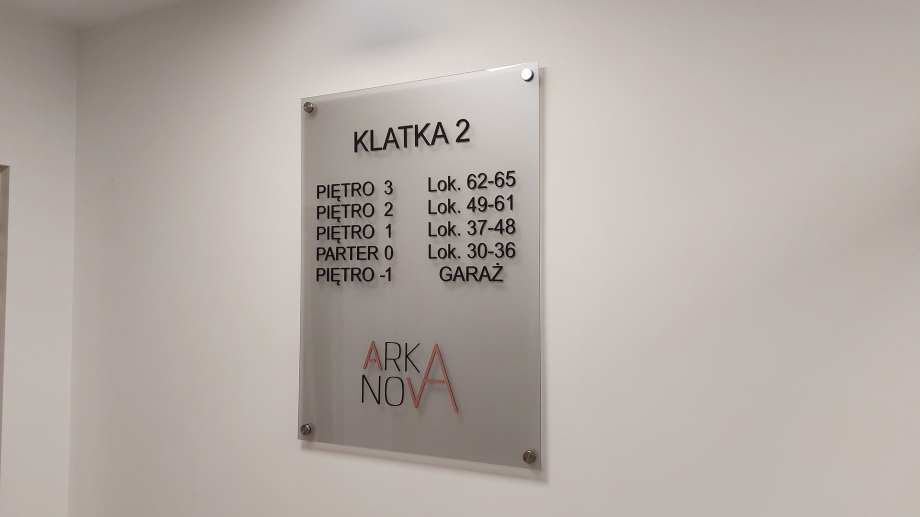 KLATKA 2
PIĘTRO 3 Lok. 62-65
PIĘTRO 2 Lok. 49-61
PIĘTRO 1 Lok. 37-48
PARTER 0 Lok. 30-36
PIĘTRO -1 GARAŻ
ARKA
NOVA